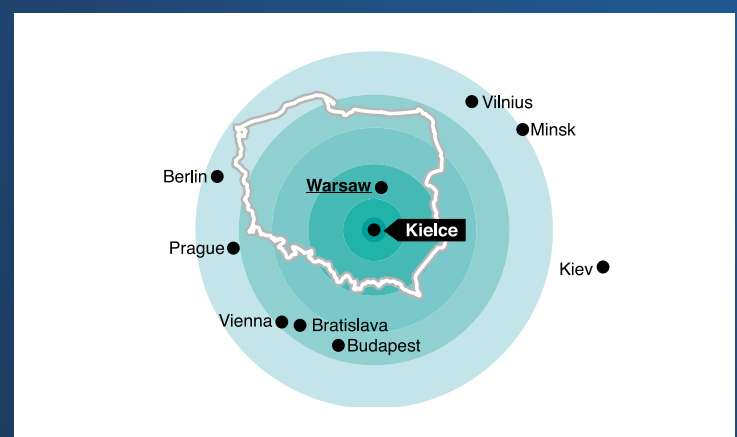 Vilnius
Minsk
Berlin
Warsaw
Kielce
Prague
Kiev
Vienna
Bratislava
Budapest